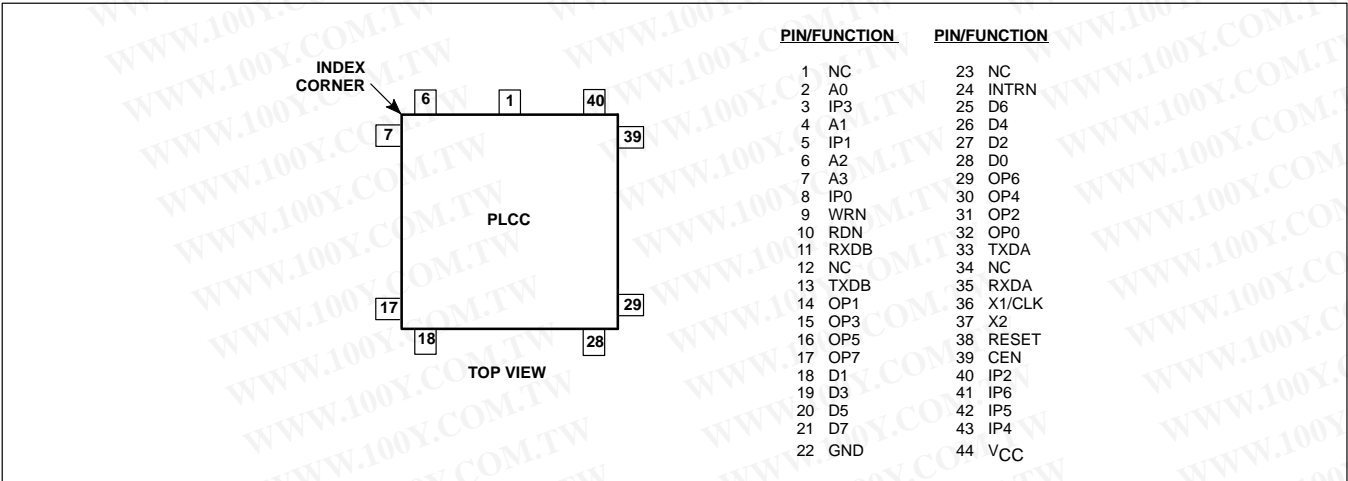 INDEX
CORNER
6
1
40
7
39
PLCC
17
29
18
28
TOP VIEW
PIN/FUNCTION
1 NC
2 A0
3 IP3
4 A1
5 IP1
6 A2
7 A3
8 IP0
9 WRN
10 RDN
11 RXDB
12 NC
13 TXDB
14 OP1
15 OP3
16 OP5
17 OP7
18 D1
19 D3
20 D5
21 D7
22 GND
PIN/FUNCTION
23 NC
24 INTRN
25 D6
26 D4
27 D2
28 D0
29 OP6
30 OP4
31 OP2
32 OP0
33 TXDA
34 NC
35 RXDA
36 X1/CLK
37 X2
38 RESET
39 CEN
40 IP2
41 IP6
42 IP5
43 IP4
44 VCC
WWW.100Y.COM.TW